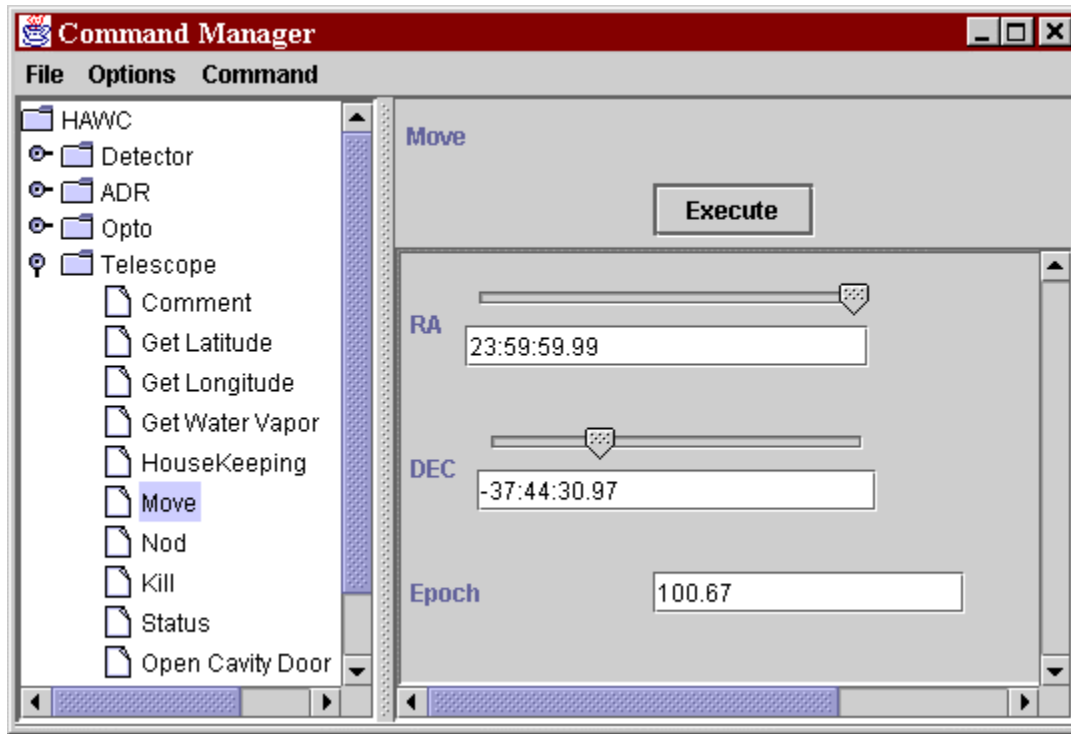 Command Manager
File Options Command
HAWC
Detector
ADR
Opto
Telescope
Comment
Get Latitude
Get Longitude
Get Water Vapor
HouseKeeping
Move
Nod
Kill
Status
Open Cavity Door
Move
Execute
RA
23:59:59.99
DEC
-37:44:30.97
Epoch 100.67